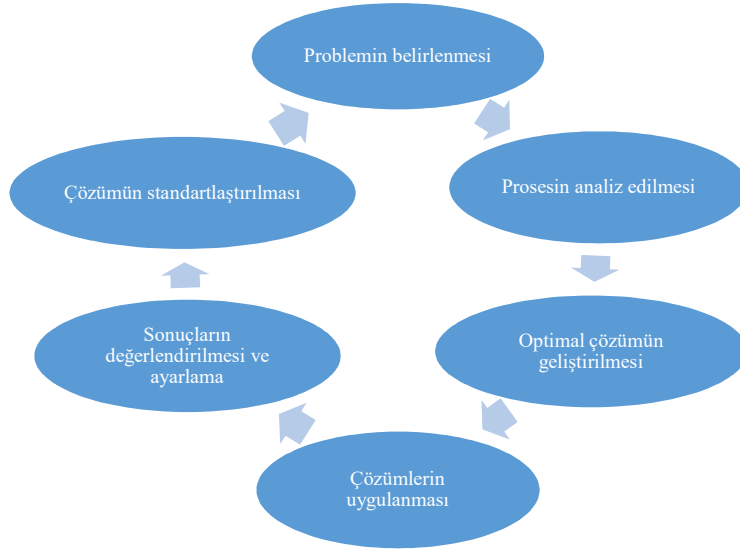 Problemin belirlenmesi
Prosesin analiz edilmesi
Optimal çözümün
geliştirilmesi
Çözümlerin
uygulanması
Sonuçların
değerlendirilmesi ve
ayarlama
Çözümün standartlaştırılması